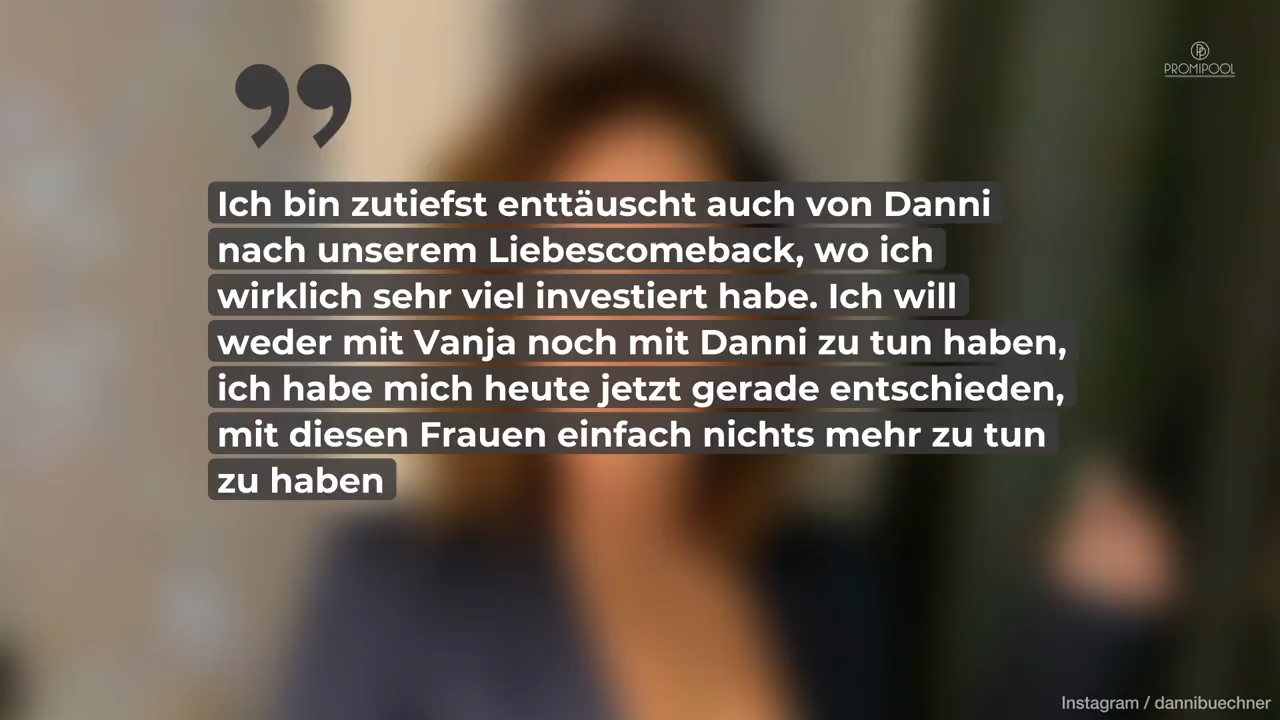 PROMIPOOL
Ich bin zutiefst enttäuscht auch von Danni
nach unserem Liebescomeback, wo ich
wirklich sehr viel investiert habe. Ich will
weder mit Vanja noch mit Danni zu tun haben,
ich habe mich heute jetzt gerade entschieden,
mit diesen Frauen einfach nichts mehr zu tun
zu haben
Instagram / dannibuechner